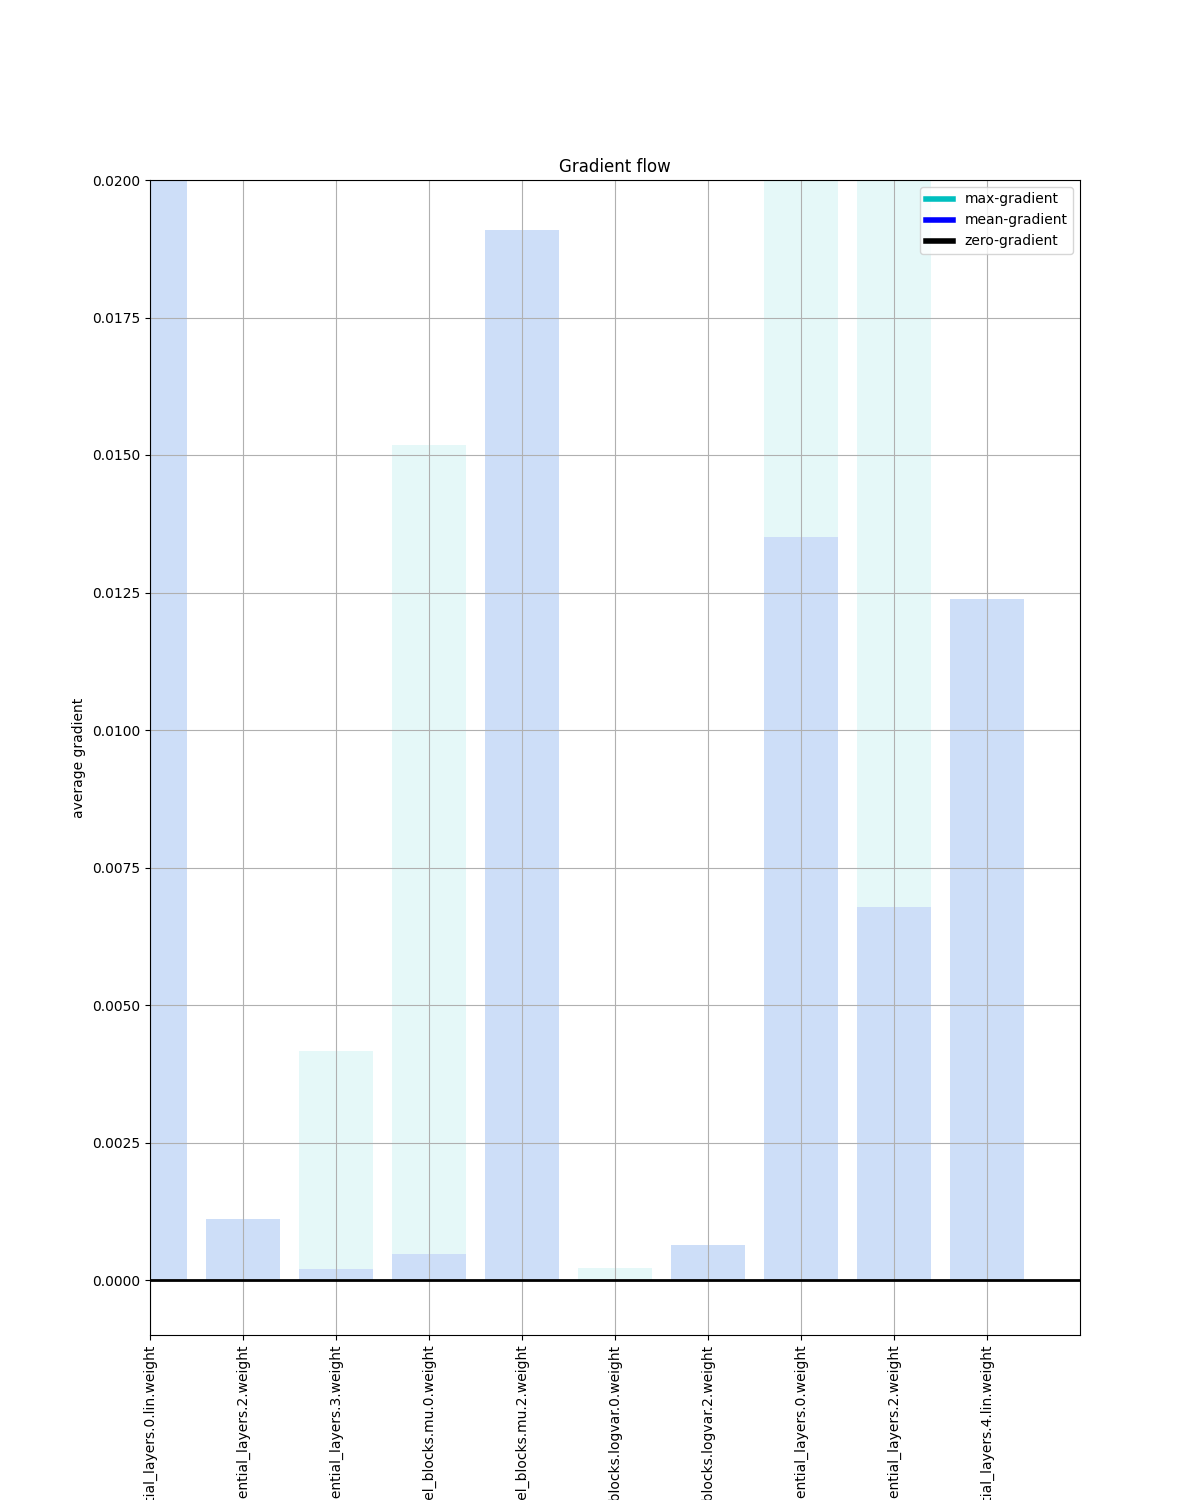 Gradient flow
max-gradient
mean-gradient
zero-gradient
0.0200
0.0175
0.0150
0.0125
0.0100
0.0075
0.0050
0.0025
0.0000
average gradient
tial_layers.0.lin.weight
ential_layers.2.weight
ential_layers.3.weight
el_blocks.mu.0.weight
el_blocks.mu.2.weight
blocks.logvar.0.weight
blocks.logvar.2.weight
ential_layers.0.weight
ential_layers.2.weight
tial_layers.4.lin.weight